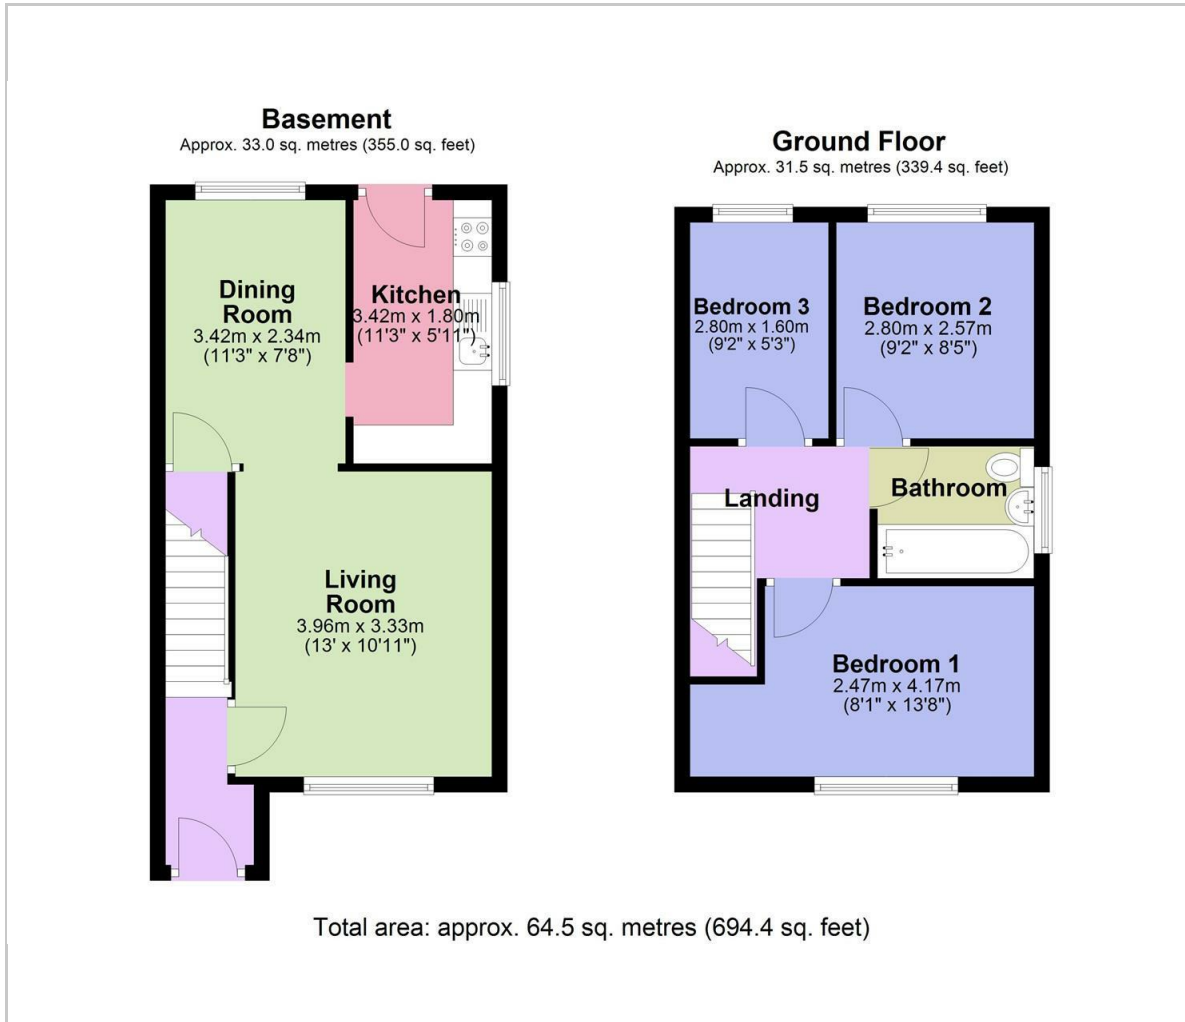 Basement
Approx. 33.0 sq. metres (355.0 sq. feet)
Dining
Room
3.42m x 2.34m
(11'3" x 7'8")
Kitchen
3.42m x 1.80m
(11'3" x 5'11")
Living
Room
3.96m x 3.33m
(13' x 10'11")
Ground Floor
Approx. 31.5 sq. metres (339.4 sq. feet)
Bedroom 3
2.80m x 1.60m
(9'2" x 5'3")
Bedroom 2
2.80m x 2.57m
(9'2" x 8'5")
Landing
Bathroom
Bedroom 1
2.47m x 4.17m
(8'1" x 13'8")
Total area: approx. 64.5 sq. metres (694.4 sq. feet)